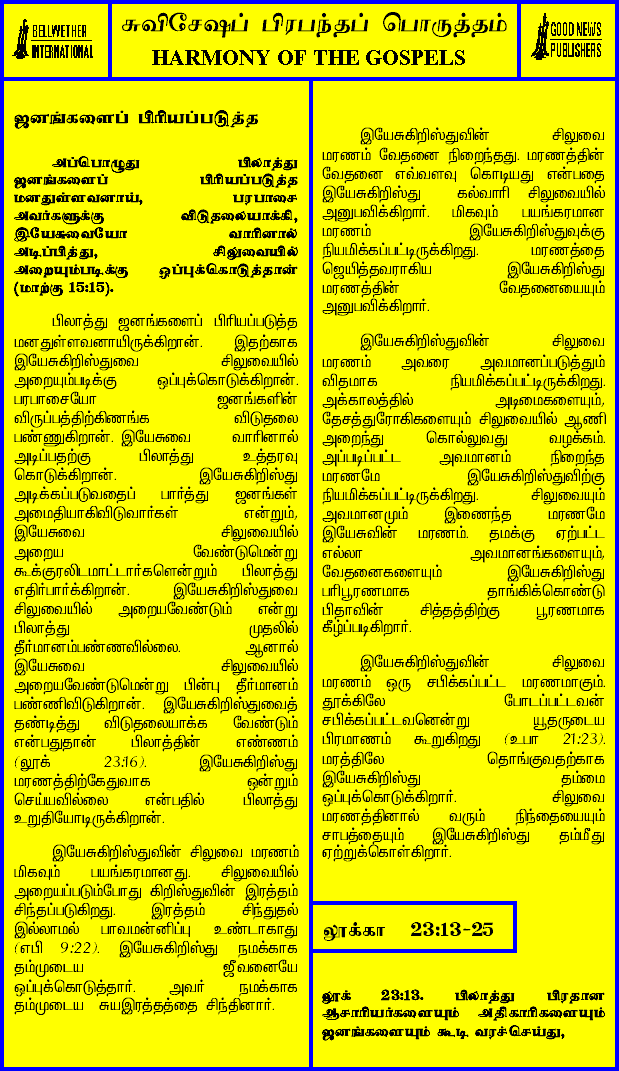 BELLWETHER
INTERNATIONAL
சுவிசேஷப் பிரபந்தப் பொருத்தம்
HARMONY OF THE GOSPELS
GOOD NEWS
PUBLISHERS
ஜனங்களைப் பிரியப்படுத்த
அப்பொழுது பிலாத்து
ஜனங்களைப் பிரியப்படுத்த
மனதுள்ளவனாய், பரபாசை
அவர்களுக்கு விடுதலையாக்கி,
இயேசுவையோ வாரினால்
அடிப்பித்து, சிலுவையில்
அறையும்படிக்கு ஒப்புக்கொடுத்தான்
(மாற்கு 15:15).
பிலாத்து ஜனங்களைப் பிரியப்படுத்த
மனதுள்ளவனாயிருக்கிறான். இதற்காக
இயேசுகிறிஸ்துவை சிலுவையில்
அறையும்படிக்கு ஒப்புக்கொடுக்கிறான்.
பரபாசையோ ஜனங்களின்
விருப்பத்திற்கிணங்க விடுதலை
பண்ணுகிறான். இயேசுவை வாரினால்
அடிப்பதற்கு பிலாத்து உத்தரவு
கொடுக்கிறான். இயேசுகிறிஸ்து
அடிக்கப்படுவதைப் பார்த்து ஜனங்கள்
அமைதியாகிவிடுவார்கள் என்றும்,
இயேசுவை சிலுவையில்
அறைய வேண்டுமென்று
கூக்குரலிடமாட்டார்களென்றும் பிலாத்து
எதிர்பார்க்கிறான். இயேசுகிறிஸ்துவை
சிலுவையில் அறையவேண்டும் என்று
பிலாத்து முதலில்
தீர்மானம்பண்ணவில்லை. ஆனால்
இயேசுவை சிலுவையில்
அறையவேண்டுமென்று பின்பு தீர்மானம்
பண்ணிவிடுகிறான். இயேசுகிறிஸ்துவைத்
தண்டித்து விடுதலையாக்க வேண்டும்
என்பதுதான் பிலாத்தின் எண்ணம்
(லூக் 23:16). இயேசுகிறிஸ்து
மரணத்திற்கேதுவாக ஒன்றும்
செய்யவில்லை என்பதில் பிலாத்து
உறுதியோடிருக்கிறான்.
இயேசுகிறிஸ்துவின் சிலுவை மரணம்
மிகவும் பயங்கரமானது. சிலுவையில்
அறையப்படும்போது கிறிஸ்துவின் இரத்தம்
சிந்தப்படுகிறது. இரத்தம் சிந்துதல்
இல்லாமல் பாவமன்னிப்பு உண்டாகாது
(எபி 9:22). இயேசுகிறிஸ்து நமக்காக
தம்முடைய ஜீவனையே
ஒப்புக்கொடுத்தார். அவர் நமக்காக
தம்முடைய சுயஇரத்தத்தை சிந்தினார்.
இயேசுகிறிஸ்துவின் சிலுவை
மரணம் வேதனை நிறைந்தது. மரணத்தின்
வேதனை எவ்வளவு கொடியது என்பதை
இயேசுகிறிஸ்து கல்வாரி சிலுவையில்
அனுபவிக்கிறார். மிகவும் பயங்கரமான
மரணம் இயேசுகிறிஸ்துவுக்கு
நியமிக்கப்பட்டிருக்கிறது. மரணத்தை
ஜெயித்தவராகிய இயேசுகிறிஸ்து
மரணத்தின் வேதனையையும்
அனுபவிக்கிறார்.
இயேசுகிறிஸ்துவின் சிலுவை
மரணம் அவரை அவமானப்படுத்தும்
விதமாக நியமிக்கப்பட்டிருக்கிறது.
அக்காலத்தில் அடிமைகளையும்,
தேசத்துரோகிகளையும் சிலுவையில் ஆணி
அறைந்து கொல்லுவது வழக்கம்.
அப்படிப்பட்ட அவமானம் நிறைந்த
மரணமே இயேசுகிறிஸ்துவிற்கு
நியமிக்கப்பட்டிருக்கிறது. சிலுவையும்
அவமானமும் இணைந்த மரணமே
இயேசுவின் மரணம். தமக்கு ஏற்பட்ட
எல்லா அவமானங்களையும்,
வேதனைகளையும் இயேசுகிறிஸ்து
பரிபூரணமாக தாங்கிக்கொண்டு
பிதாவின் சித்தத்திற்கு பூரணமாக
கீழ்ப்படிகிறார்.
இயேசுகிறிஸ்துவின் சிலுவை
மரணம் ஒரு சபிக்கப்பட்ட மரணமாகும்.
தூக்கிலே போடப்பட்டவன்
சபிக்கப்பட்டவனென்று யூதருடைய
பிரமாணம் கூறுகிறது (உபா 21:23).
மரத்திலே தொங்குவதற்காக
இயேசுகிறிஸ்து தம்மை
ஒப்புக்கொடுக்கிறார். சிலுவை
மரணத்தினால் வரும் நிந்தையையும்
சாபத்தையும் இயேசுகிறிஸ்து தம்மீது
ஏற்றுக்கொள்கிறார்.
லூக்கா 23:13-25
லூக் 23:13. பிலாத்து பிரதான
ஆசாரியர்களையும் அதிகாரிகளையும்
ஜனங்களையும் கூடி வரச்செய்து,